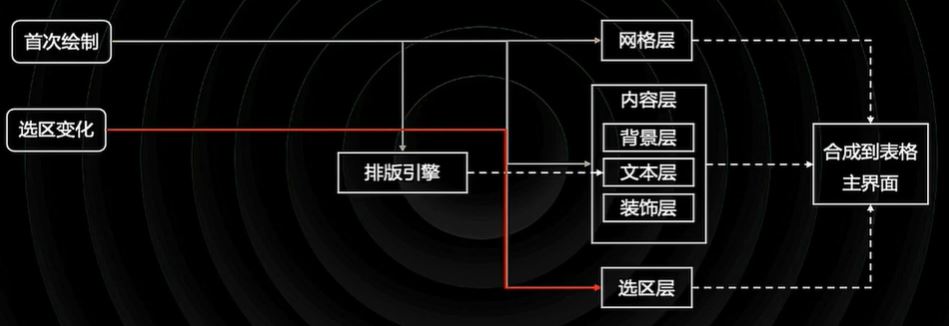 首次绘制
网格层
选区变化
内容层
背景层
排版引擎
文本层
装饰层
合成到表格
主界面
选区层